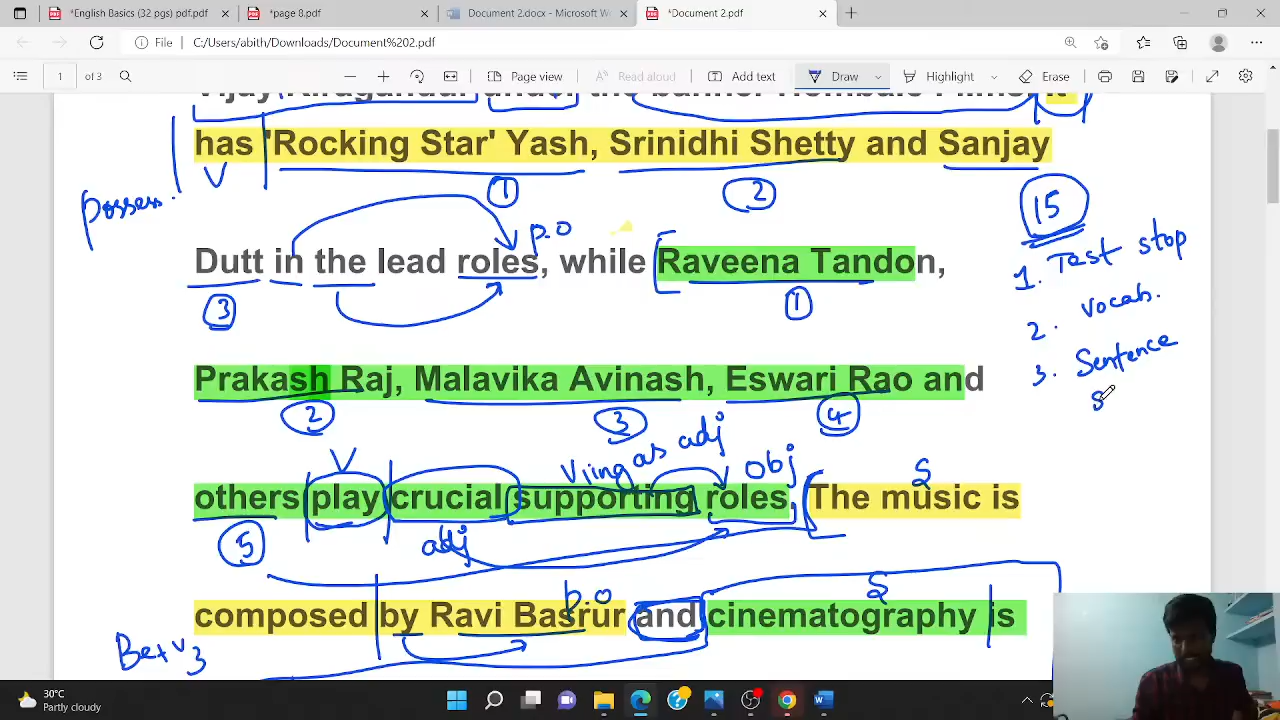 *English Basics (32 pgs) pdf.pdf
*page 8.pdf
Document 2.docx - Microsoft W
*Document 2.pdf
File
C:/Users/abith/Downloads/Document%202.pdf
1
of 3
Page view
Read aloud
Add text
Draw
Highlight
Erase
has 'Rocking Star' Yash, Srinidhi Shetty and Sanjay
V
1
2
Possess.
15
p.o
Dutt in the lead roles, while Raveena Tandon,
3
1
1. Test stop
2. vocab.
3. Sentence
S
Prakash Raj, Malavika Avinash, Eswari Rao and
2
3
4
V
Viing as adj
Obj
S
others play crucial supporting roles. The music is
5
adj
p.o
S
composed by Ravi Basrur and cinematography is
Be+V3
30°C
Partly cloudy